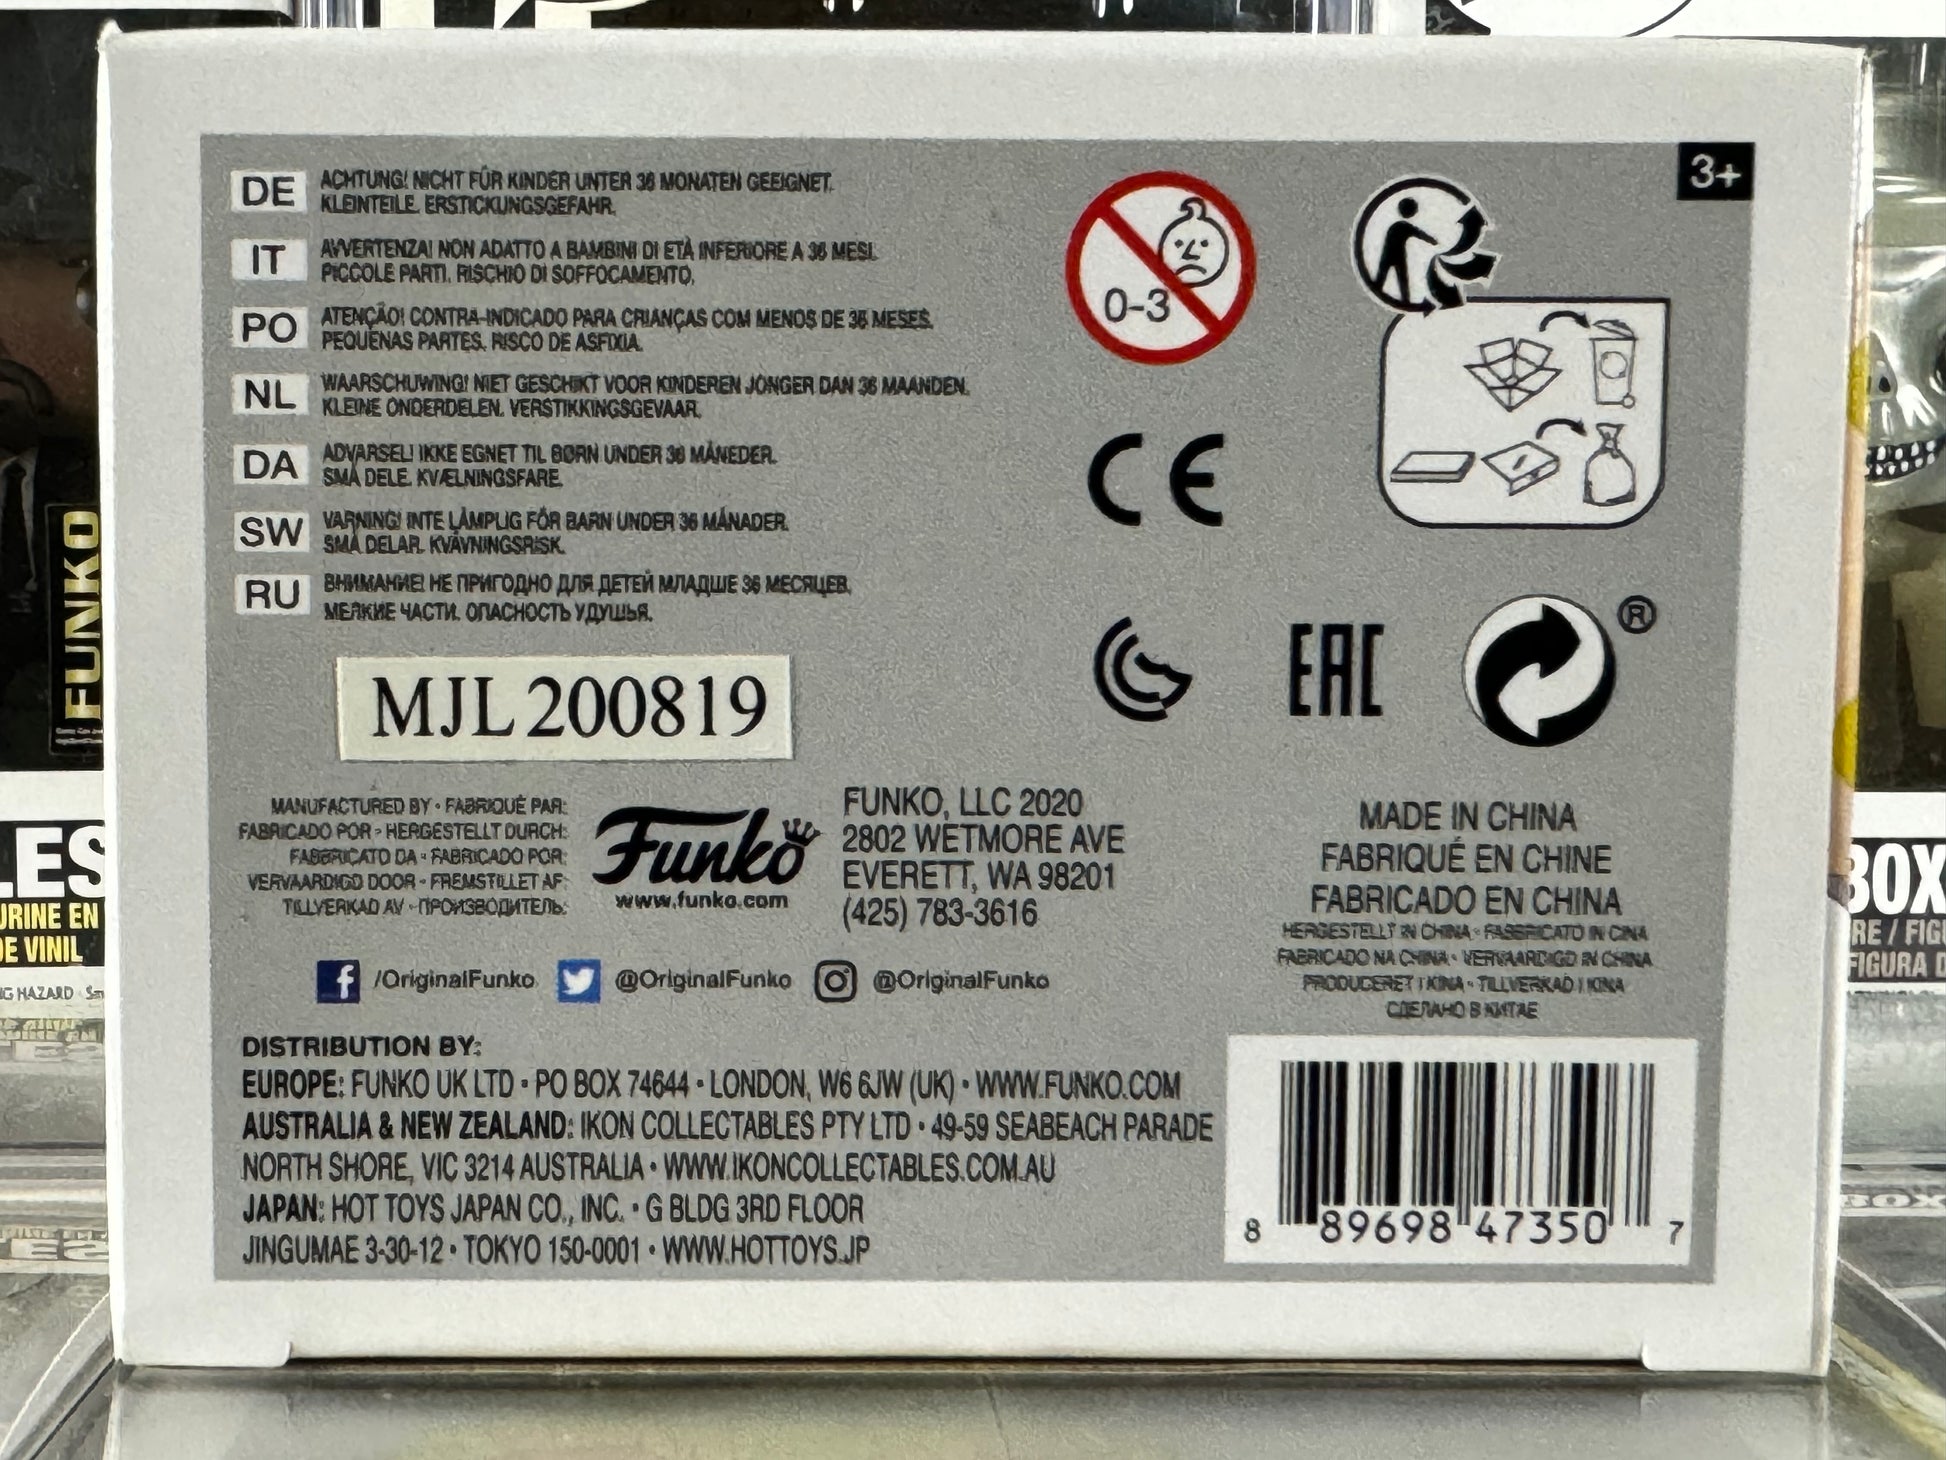 DE ACHTUNG! NICHT FÜR KINDER UNTER 36 MONATEN GEEIGNET.
KLEINTEILE. ERSTICKUNGSGEFAHR.
IT AVVERTENZA! NON ADATTO A BAMBINI DI ETÀ INFERIORE A 36 MESI.
PICCOLE PARTI. RISCHIO DI SOFFOCAMENTO.
PO ATENÇÃO! CONTRA-INDICADO PARA CRIANÇAS COM MENOS DE 36 MESES.
PEQUENAS PARTES. RISCO DE ASFIXIA.
NL WAARSCHUWING! NIET GESCHIKT VOOR KINDEREN JONGER DAN 36 MAANDEN.
KLEINE ONDERDELEN. VERSTIKKINGSGEVAAR.
DA ADVARSEL! IKKE EGNET TIL BØRN UNDER 36 MÅNEDER.
SMÅ DELE. KVÆLNINGSFARE.
SW VARNING! INTE LÄMPLIG FÖR BARN UNDER 36 MÅNADER.
SMÅ DELAR. KVÄVNINGSRISK.
RU ВНИМАНИЕ! НЕ ПРИГОДНО ДЛЯ ДЕТЕЙ МЛАДШЕ 36 МЕСЯЦЕВ.
МЕЛКИЕ ЧАСТИ. ОПАСНОСТЬ УДУШЬЯ.
0-3
3+
CE
EAC
®
MJL 200819
MANUFACTURED BY • FABRIQUÉ PAR:
FABRICADO POR • HERGESTELLT DURCH:
FABBRICATO DA • FABRICADO POR:
VERVAARDIGD DOOR • FREMSTILLET AF:
TILLVERKAD AV • ПРОИЗВОДИТЕЛЬ:
Funko
www.funko.com
FUNKO, LLC 2020
2802 WETMORE AVE
EVERETT, WA 98201
(425) 783-3616
MADE IN CHINA
FABRIQUÉ EN CHINE
FABRICADO EN CHINA
HERGESTELLT IN CHINA • FABBRICATO IN CINA
FABRICADO NA CHINA • VERVAARDIGD IN CHINA
PRODUCERET I KINA • TILLVERKAD I KINA
СДЕЛАНО В КИТАЕ
/OriginalFunko @OriginalFunko @OriginalFunko
DISTRIBUTION BY:
EUROPE: FUNKO UK LTD • PO BOX 74644 • LONDON, W6 6JW (UK) • WWW.FUNKO.COM
AUSTRALIA & NEW ZEALAND: IKON COLLECTABLES PTY LTD • 49-59 SEABEACH PARADE
NORTH SHORE, VIC 3214 AUSTRALIA • WWW.IKONCOLLECTABLES.COM.AU
JAPAN: HOT TOYS JAPAN CO., INC. • G BLDG 3RD FLOOR
JINGUMAE 3-30-12 • TOKYO 150-0001 • WWW.HOTTOYS.JP
8 89698 47350 7
FUNKO
LES
URINE EN
DE VINIL
NG HAZARD
BOX
RE / FIG
FIGURA D